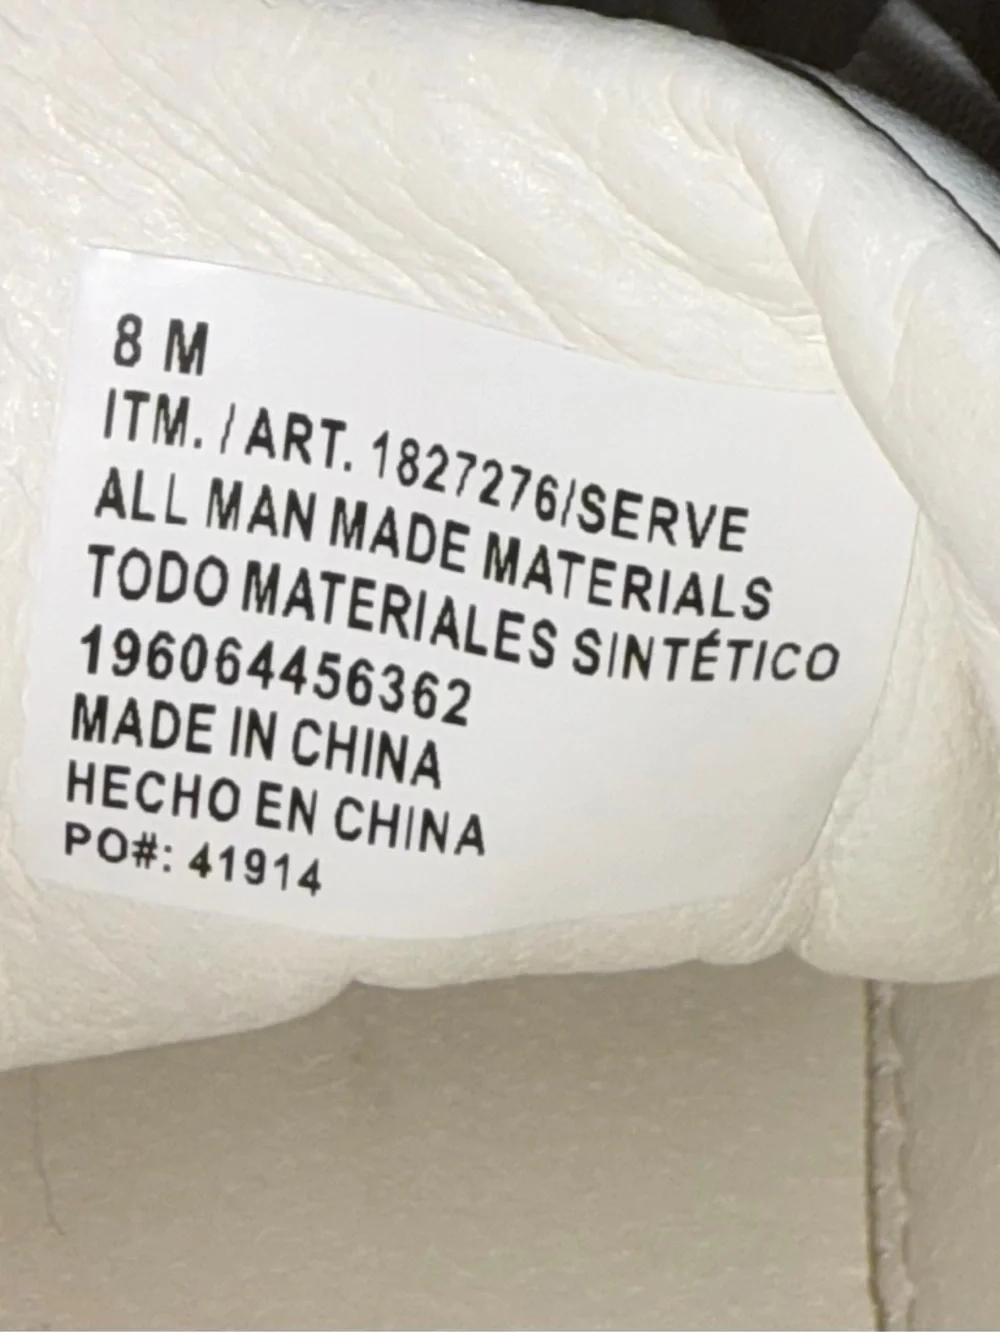 8 M
ITM. / ART. 1827276/SERVE
ALL MAN MADE MATERIALS
TODO MATERIALES SINTÉTICO
196064456362
MADE IN CHINA
HECHO EN CHINA
PO#: 41914